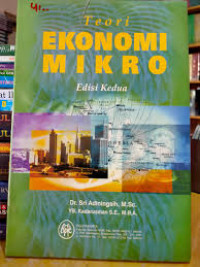 Teori
EKONOMI
MIKRO
Edisi Kedua
Dr. Sri Adiningsih, M.Sc.
YB. Kadarusman S.E., M.B.A.